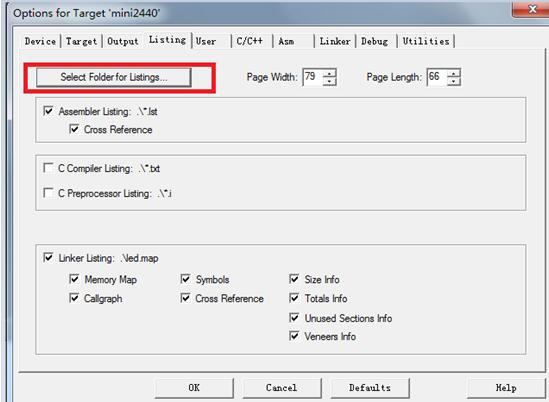 Options for Target 'mini2440'
Device Target Output Listing User C/C++ Asm Linker Debug Utilities
Select Folder for Listings... Page Width: 79 Page Length: 66
Assembler Listing: .\*.lst
Cross Reference
C Compiler Listing: .\*.txt
C Preprocessor Listing: .\*.i
Linker Listing: .\led.map
Memory Map Symbols Size Info
Callgraph Cross Reference Totals Info
Unused Sections Info
Veneers Info
OK Cancel Defaults Help